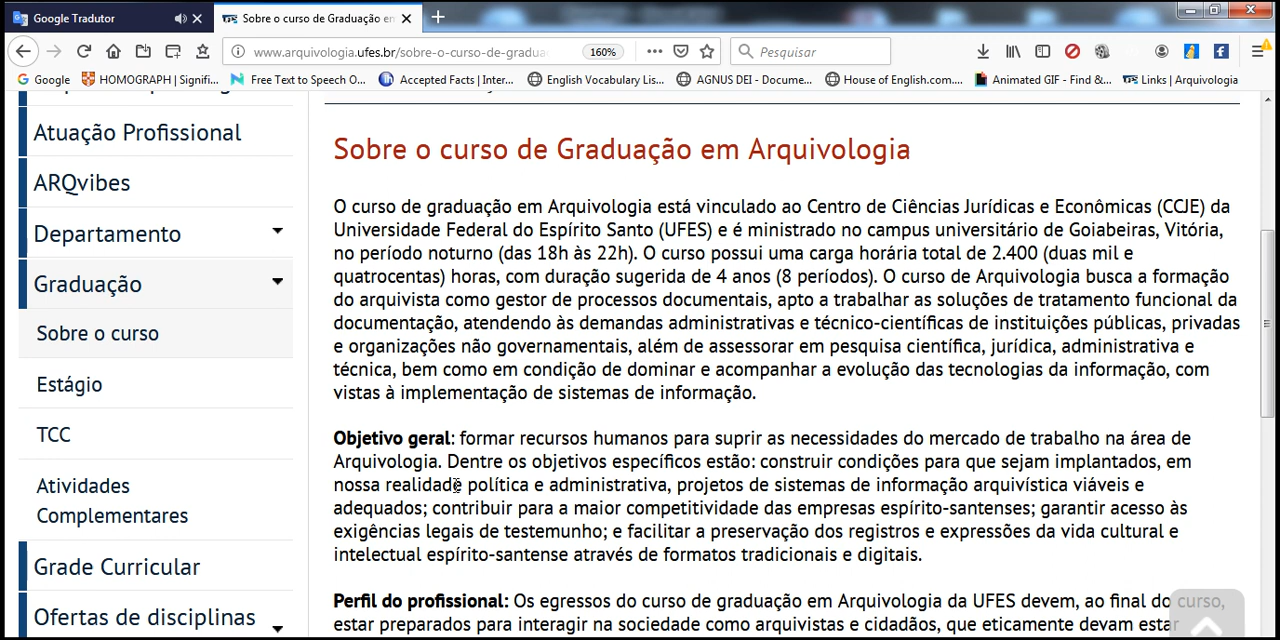 Google Tradutor
Sobre o curso de Graduação en
www.arquivologia.ufes.br/sobre-o-curso-de-gradua
160%
Pesquisar
Google
HOMOGRAPH | Signifi...
Free Text to Speech O...
Accepted Facts | Inter...
English Vocabulary Lis...
AGNUS DEI - Docume...
House of English.com....
Animated GIF - Find &...
Links | Arquivologia
Atuação Profissional
ARQvibes
Departamento
Graduação
Sobre o curso
Estágio
TCC
Atividades
Complementares
Grade Curricular
Ofertas de disciplinas
Sobre o curso de Graduação em Arquivologia
O curso de graduação em Arquivologia está vinculado ao Centro de Ciências Jurídicas e Econômicas (CCJE) da
Universidade Federal do Espírito Santo (UFES) e é ministrado no campus universitário de Goiabeiras, Vitória,
no período noturno (das 18h às 22h). O curso possui uma carga horária total de 2.400 (duas mil e
quatrocentas) horas, com duração sugerida de 4 anos (8 períodos). O curso de Arquivologia busca a formação
do arquivista como gestor de processos documentais, apto a trabalhar as soluções de tratamento funcional da
documentação, atendendo às demandas administrativas e técnico-científicas de instituições públicas, privadas
e organizações não governamentais, além de assessorar em pesquisa científica, jurídica, administrativa e
técnica, bem como em condição de dominar e acompanhar a evolução das tecnologias da informação, com
vistas à implementação de sistemas de informação.
Objetivo geral: formar recursos humanos para suprir as necessidades do mercado de trabalho na área de
Arquivologia. Dentre os objetivos específicos estão: construir condições para que sejam implantados, em
nossa realidade política e administrativa, projetos de sistemas de informação arquivística viáveis e
adequados; contribuir para a maior competitividade das empresas espírito-santenses; garantir acesso às
exigências legais de testemunho; e facilitar a preservação dos registros e expressões da vida cultural e
intelectual espírito-santense através de formatos tradicionais e digitais.
Perfil do profissional: Os egressos do curso de graduação em Arquivologia da UFES devem, ao final do curso,
estar preparados para interagir na sociedade como arquivistas e cidadãos, que eticamente devam estar